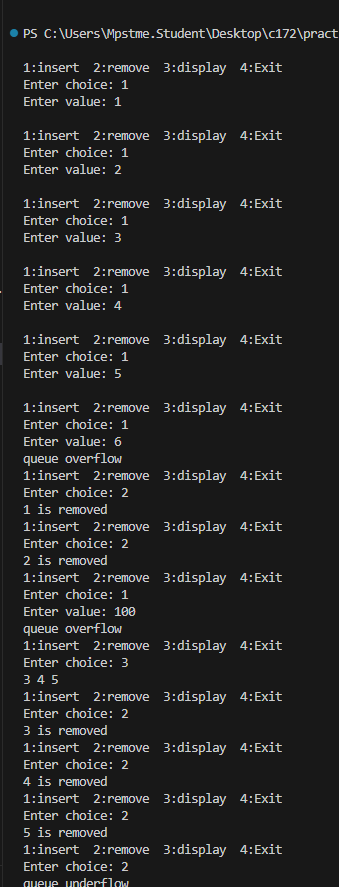 PS C:\Users\Mpstme.Student\Desktop\c172\pract
1:insert  2:remove  3:display  4:Exit
Enter choice: 1
Enter value: 1
1:insert  2:remove  3:display  4:Exit
Enter choice: 1
Enter value: 2
1:insert  2:remove  3:display  4:Exit
Enter choice: 1
Enter value: 3
1:insert  2:remove  3:display  4:Exit
Enter choice: 1
Enter value: 4
1:insert  2:remove  3:display  4:Exit
Enter choice: 1
Enter value: 5
1:insert  2:remove  3:display  4:Exit
Enter choice: 1
Enter value: 6
queue overflow
1:insert  2:remove  3:display  4:Exit
Enter choice: 2
1 is removed
1:insert  2:remove  3:display  4:Exit
Enter choice: 2
2 is removed
1:insert  2:remove  3:display  4:Exit
Enter choice: 1
Enter value: 100
queue overflow
1:insert  2:remove  3:display  4:Exit
Enter choice: 3
3 4 5
1:insert  2:remove  3:display  4:Exit
Enter choice: 2
3 is removed
1:insert  2:remove  3:display  4:Exit
Enter choice: 2
4 is removed
1:insert  2:remove  3:display  4:Exit
Enter choice: 2
5 is removed
1:insert  2:remove  3:display  4:Exit
Enter choice: 2
queue underflow